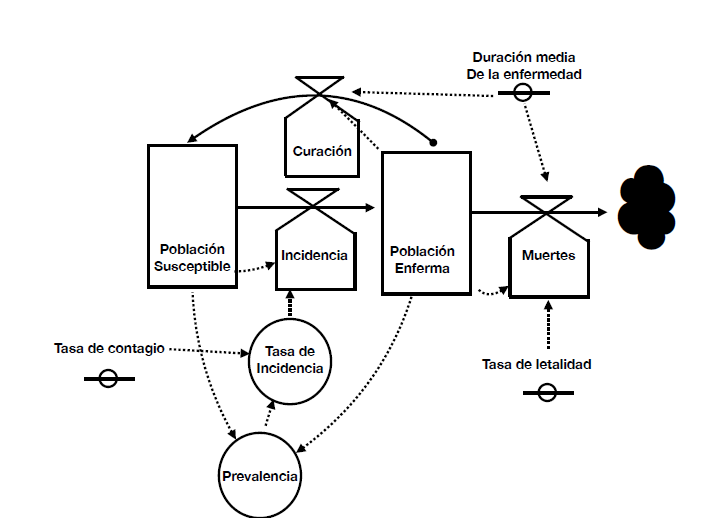 Duración media
De la enfermedad
Curación
Población
Susceptible
Incidencia
Población
Enferma
Muertes
Tasa de contagio
Tasa de
Incidencia
Tasa de letalidad
Prevalencia